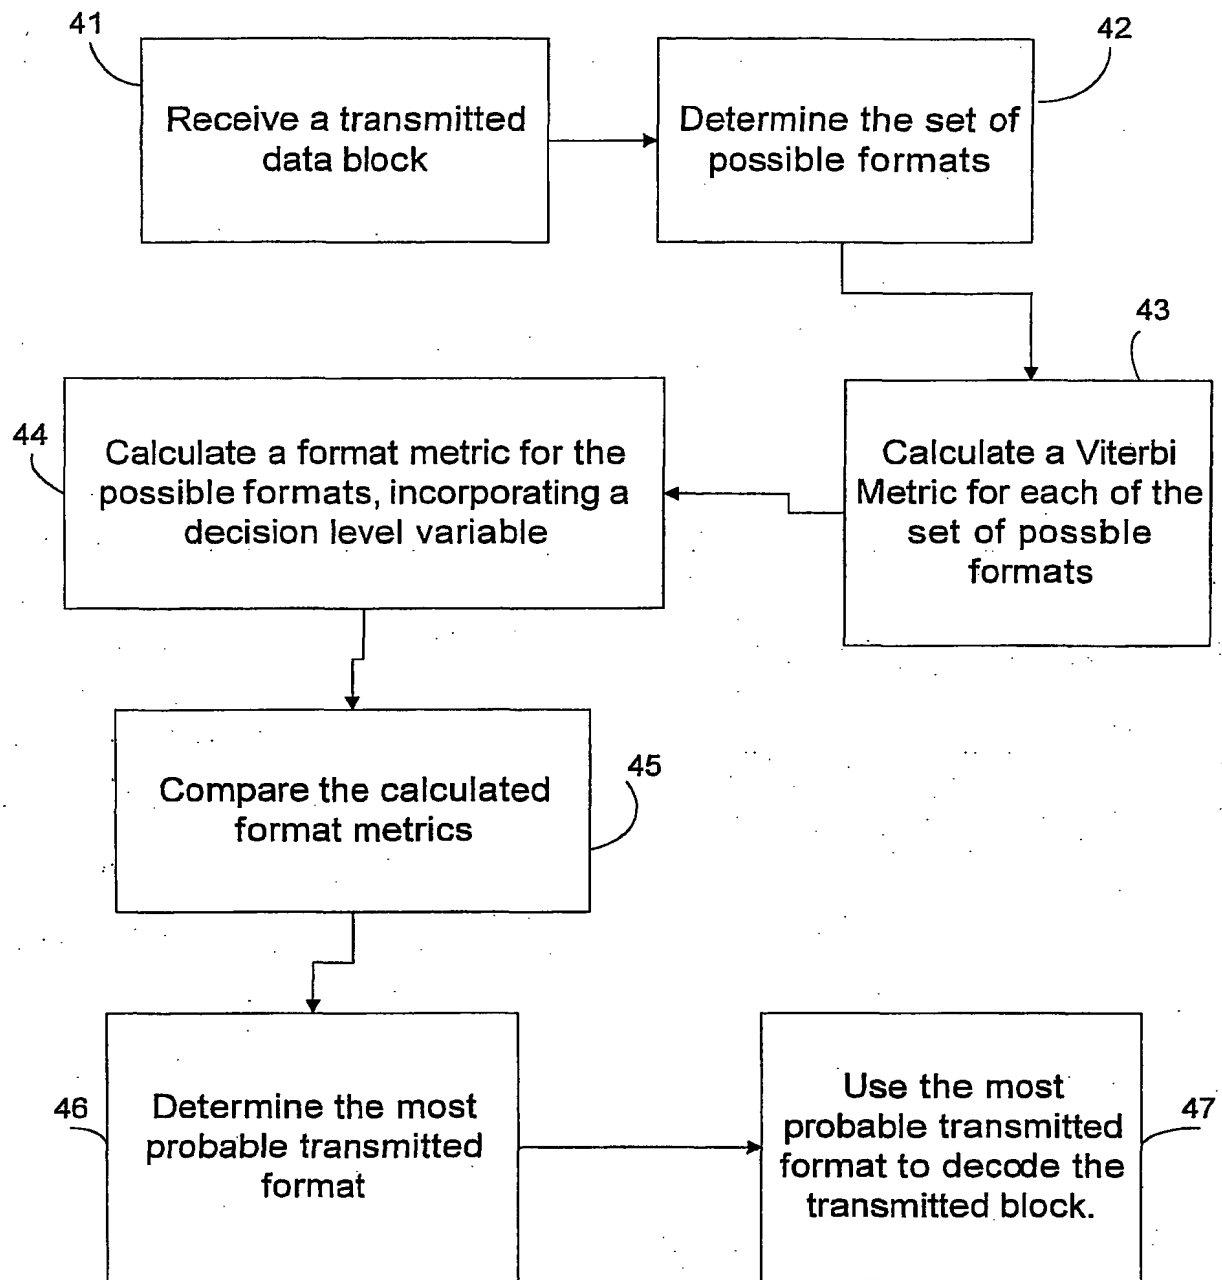 41
Receive a transmitted
data block
42
Determine the set of
possible formats
43
Calculate a Viterbi
Metric for each of the
set of possble
formats
44
Calculate a format metric for the
possible formats, incorporating a
decision level variable
45
Compare the calculated
format metrics
46
Determine the most
probable transmitted
format
47
Use the most
probable transmitted
format to decode the
transmitted block.